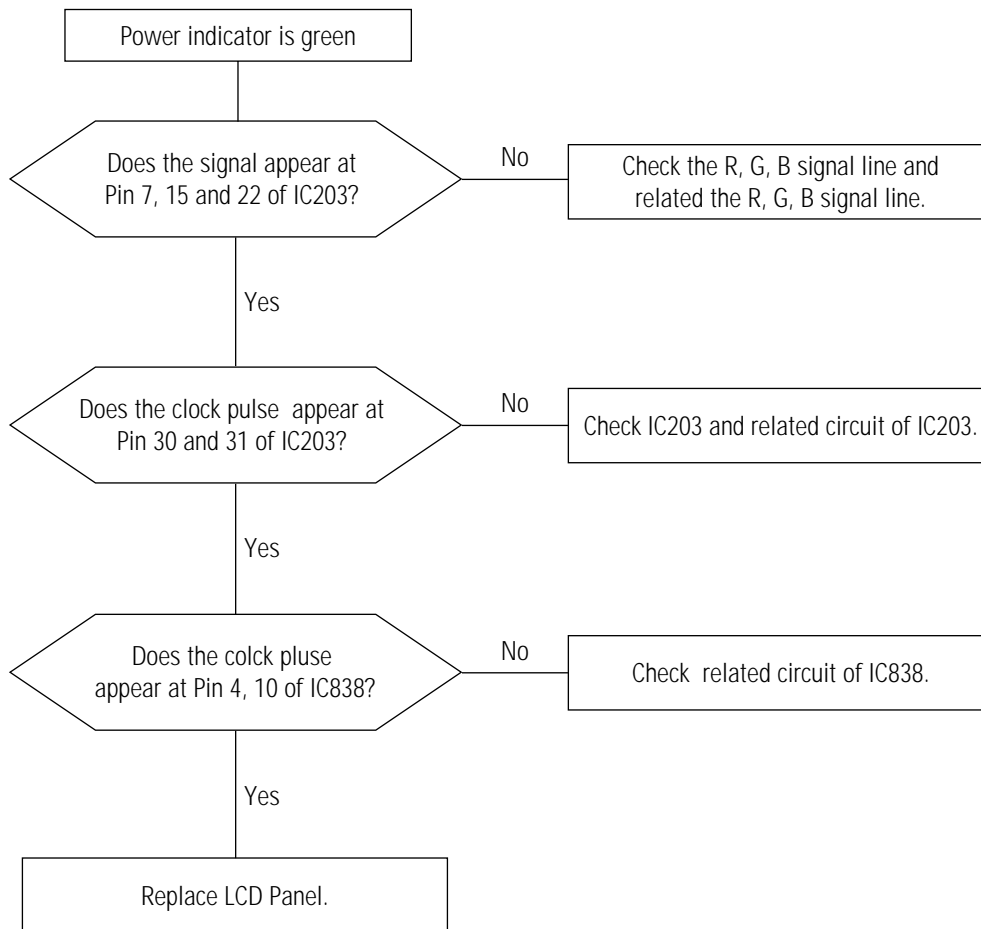 Power indicator is green
Does the signal appear at
Pin 7, 15 and 22 of IC203?
No
Check the R, G, B signal line and
related the R, G, B signal line.
Yes
Does the clock pulse appear at
Pin 30 and 31 of IC203?
No
Check IC203 and related circuit of IC203.
Yes
Does the colck pluse
appear at Pin 4, 10 of IC838?
No
Check related circuit of IC838.
Yes
Replace LCD Panel.